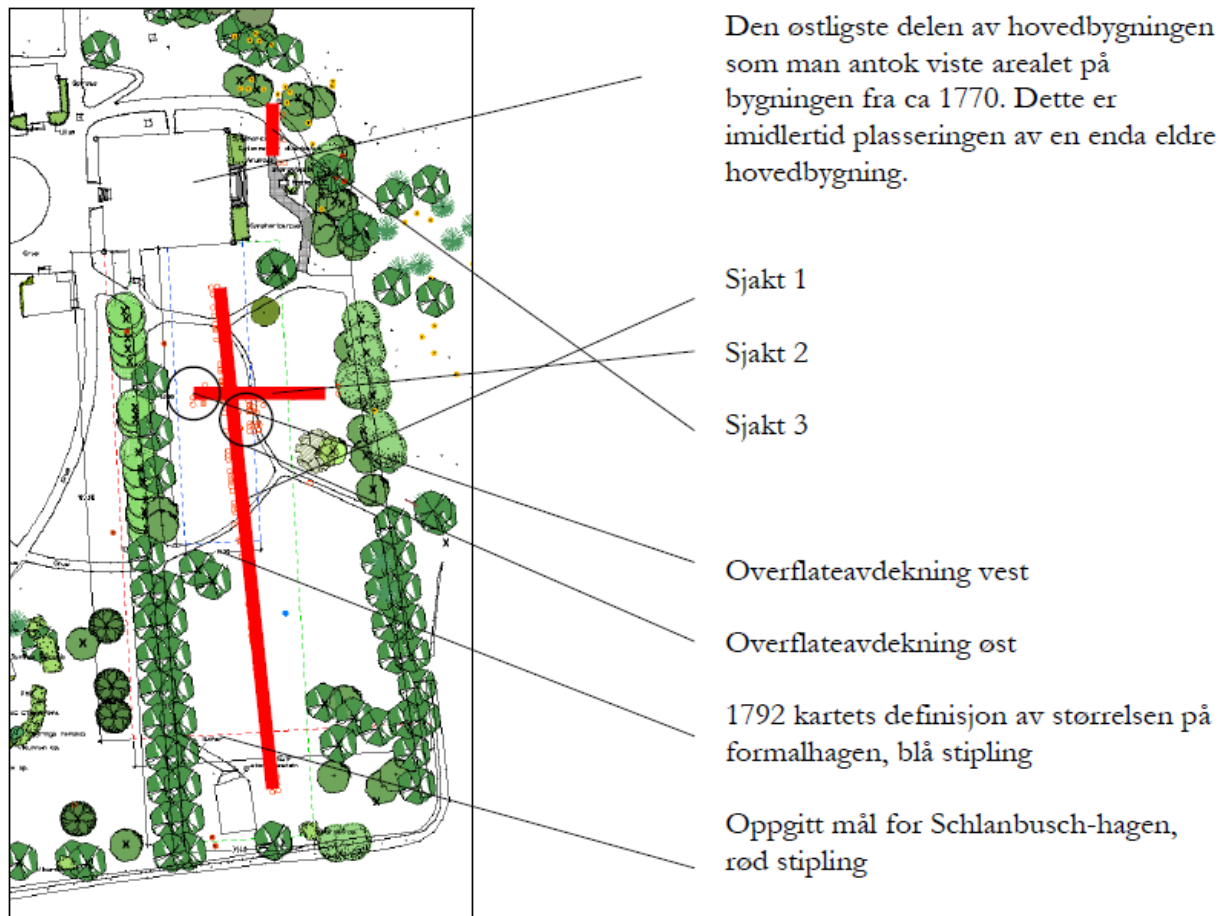 Den østligste delen av hovedbygningen
som man antok viste arealet på
bygningen fra ca 1770. Dette er
imidlertid plasseringen av en enda eldre
hovedbygning.
Sjakt 1
Sjakt 2
Sjakt 3
Overflateavdekning vest
Overflateavdekning øst
1792 kartets definisjon av størrelsen på
formalhagen, blå stipling
Oppgitt mål for Schlanbusch-hagen,
rød stipling